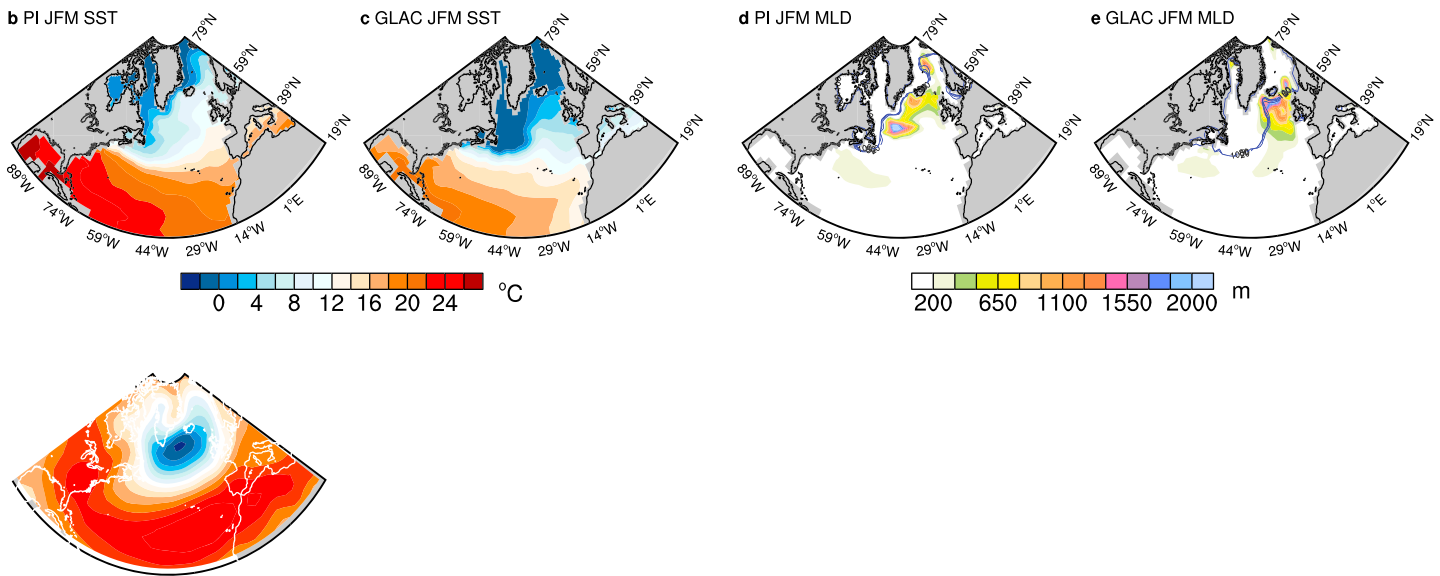 b PI JFM SST
c GLAC JFM SST
d PI JFM MLD
e GLAC JFM MLD
79°N
59°N
39°N
19°N
89°W
74°W
59°W
44°W
29°W
14°W
1°E
79°N
59°N
39°N
19°N
89°W
74°W
59°W
44°W
29°W
14°W
1°E
79°N
59°N
39°N
19°N
89°W
74°W
59°W
44°W
29°W
14°W
1°E
79°N
59°N
39°N
19°N
89°W
74°W
59°W
44°W
29°W
14°W
1°E
0 4 8 12 16 20 24 °C
200 650 1100 1550 2000 m